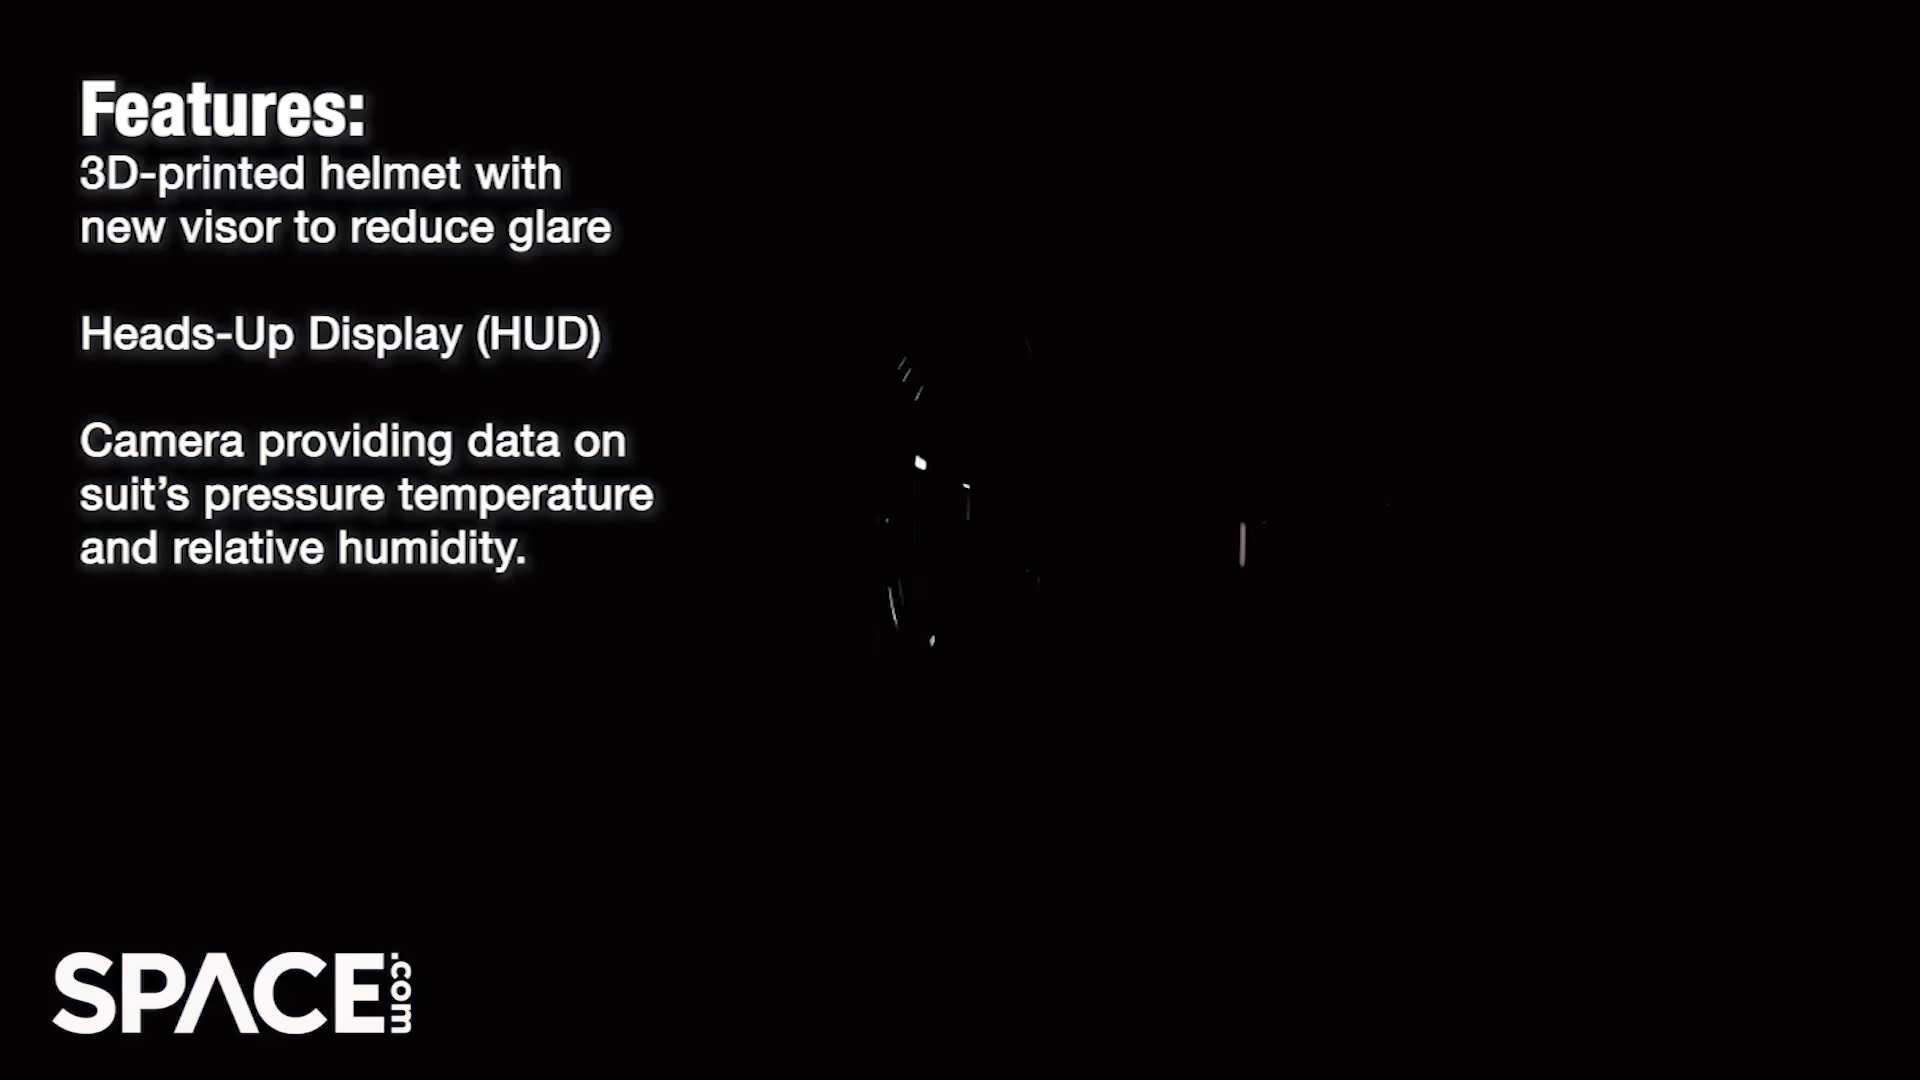 Features:
3D-printed helmet with
new visor to reduce glare
Heads-Up Display (HUD)
Camera providing data on
suit’s pressure temperature
and relative humidity.
SPACE.com